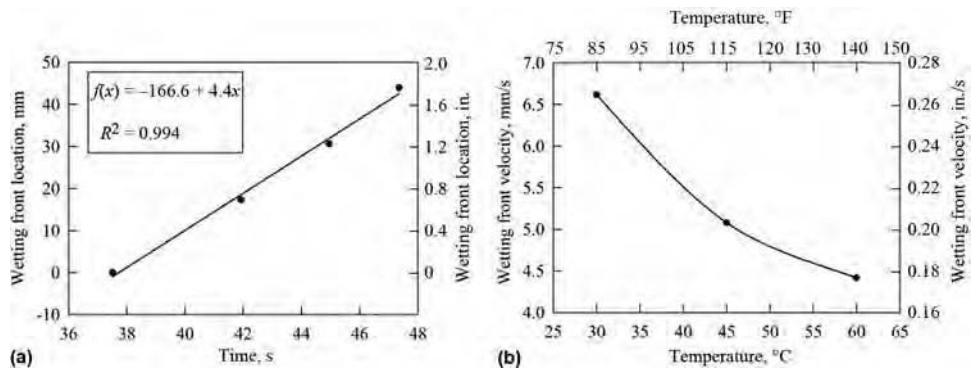 Wetting front location, mm
50
40
30
20
10
0
-10
f(x) = −166.6 + 4.4x
R² = 0.994
2.0
1.6
1.2
0.8
0.4
0
Wetting front location, in.
36 38 40 42 44 46 48
(a) Time, s
Temperature, °F
75 85 95 105 115 120 130 140 150
Wetting front velocity, mm/s
7.0
6.5
6.0
5.5
5.0
4.5
4.0
0.28
0.26
0.24
0.22
0.20
0.18
0.16
Wetting front velocity, in./s
25 30 35 40 45 50 55 60 65
(b) Temperature, °C